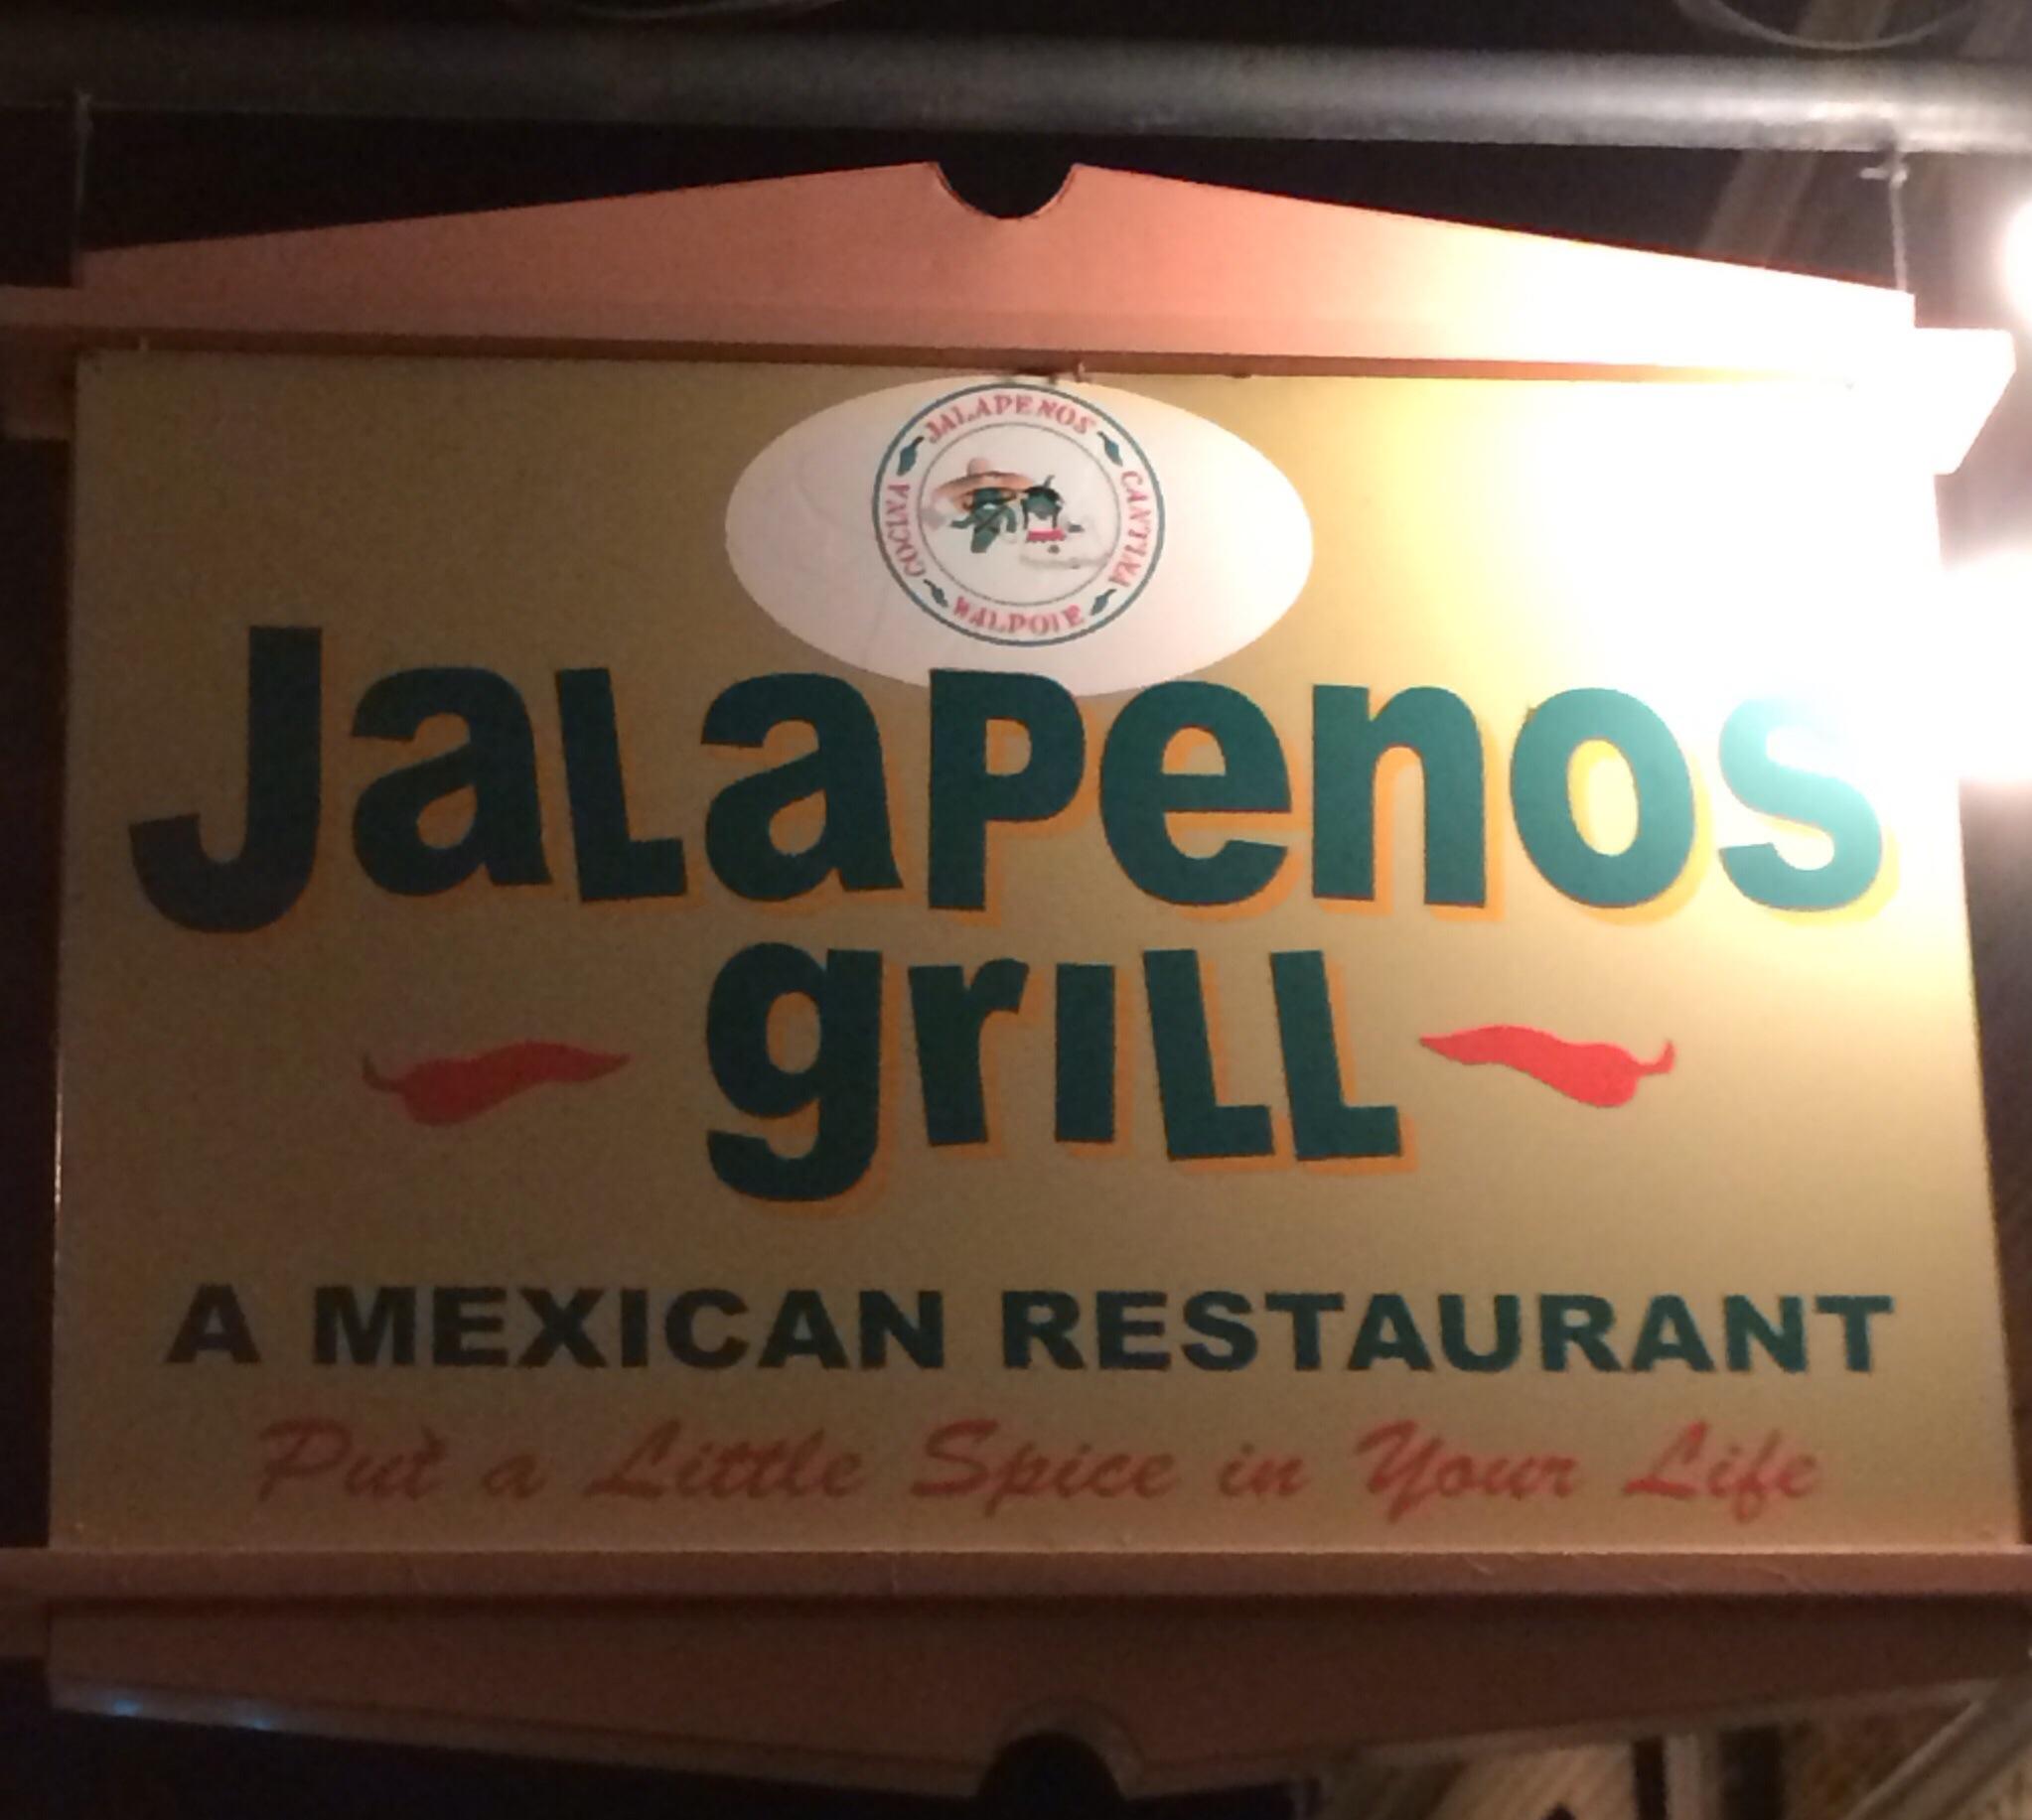 JALAPENOS
COCINA
CANTINA
WALPOLE
JaLaPenos
grILL
A MEXICAN RESTAURANT
Put a Little Spice in Your Life